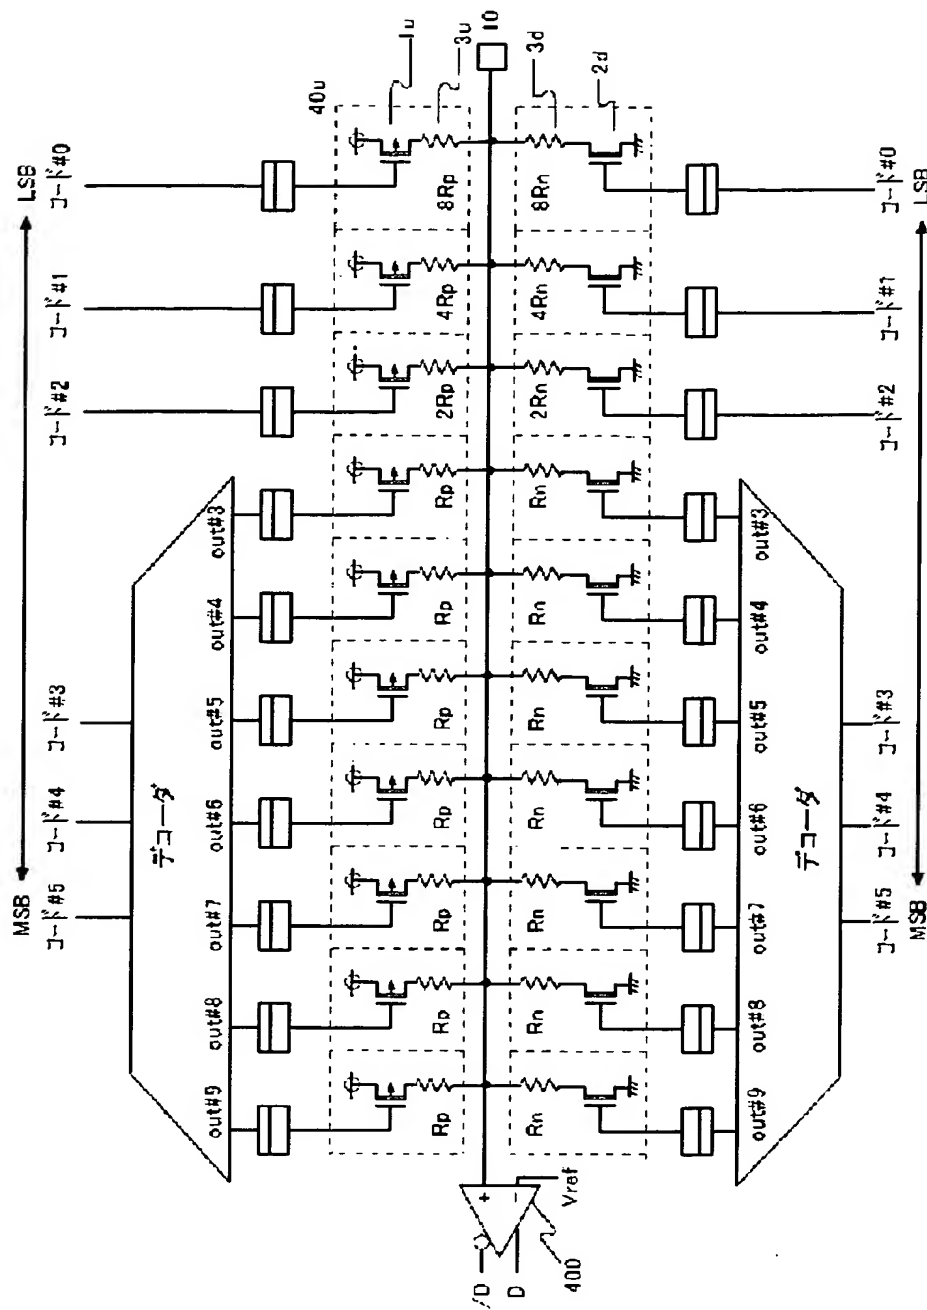 MSB LSB
コード#5 コード#4 コード#3 コード#2 コード#1 コード#0
デコーダ
out#9 out#8 out#7 out#6 out#5 out#4 out#3
40u
1u
3u
Rp Rp Rp Rp Rp Rp Rp 2Rp 4Rp 8Rp
/D
D
+
-
Vref
400
10
Rn Rn Rn Rn Rn Rn Rn 2Rn 4Rn 8Rn
3d
2d
out#9 out#8 out#7 out#6 out#5 out#4 out#3
デコーダ
コード#5 コード#4 コード#3 コード#2 コード#1 コード#0
MSB LSB